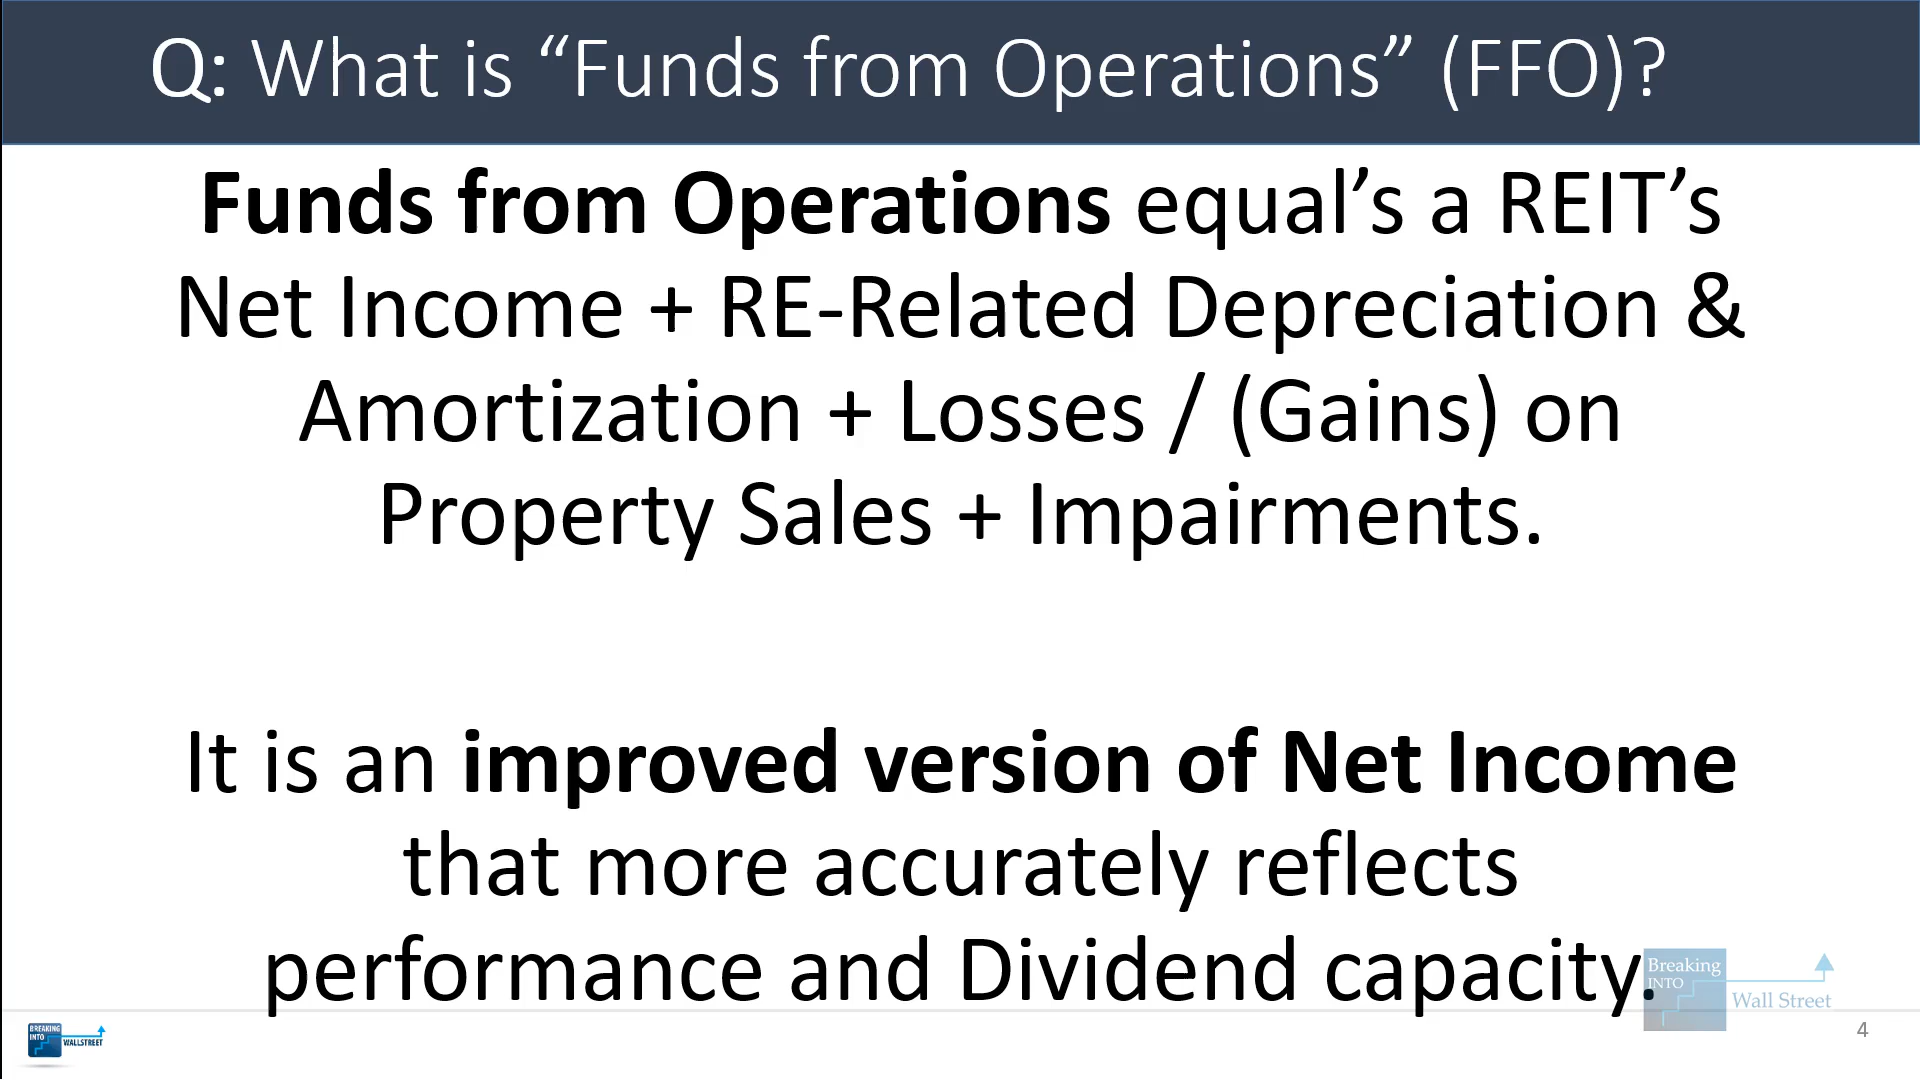 Q: What is “Funds from Operations” (FFO)?
Funds from Operations equal’s a REIT’s
Net Income + RE-Related Depreciation &
Amortization + Losses / (Gains) on
Property Sales + Impairments.
It is an improved version of Net Income
that more accurately reflects
performance and Dividend capacity.
Breaking
INTO
Wall Street
BREAKING
INTO
WALLSTREET
4